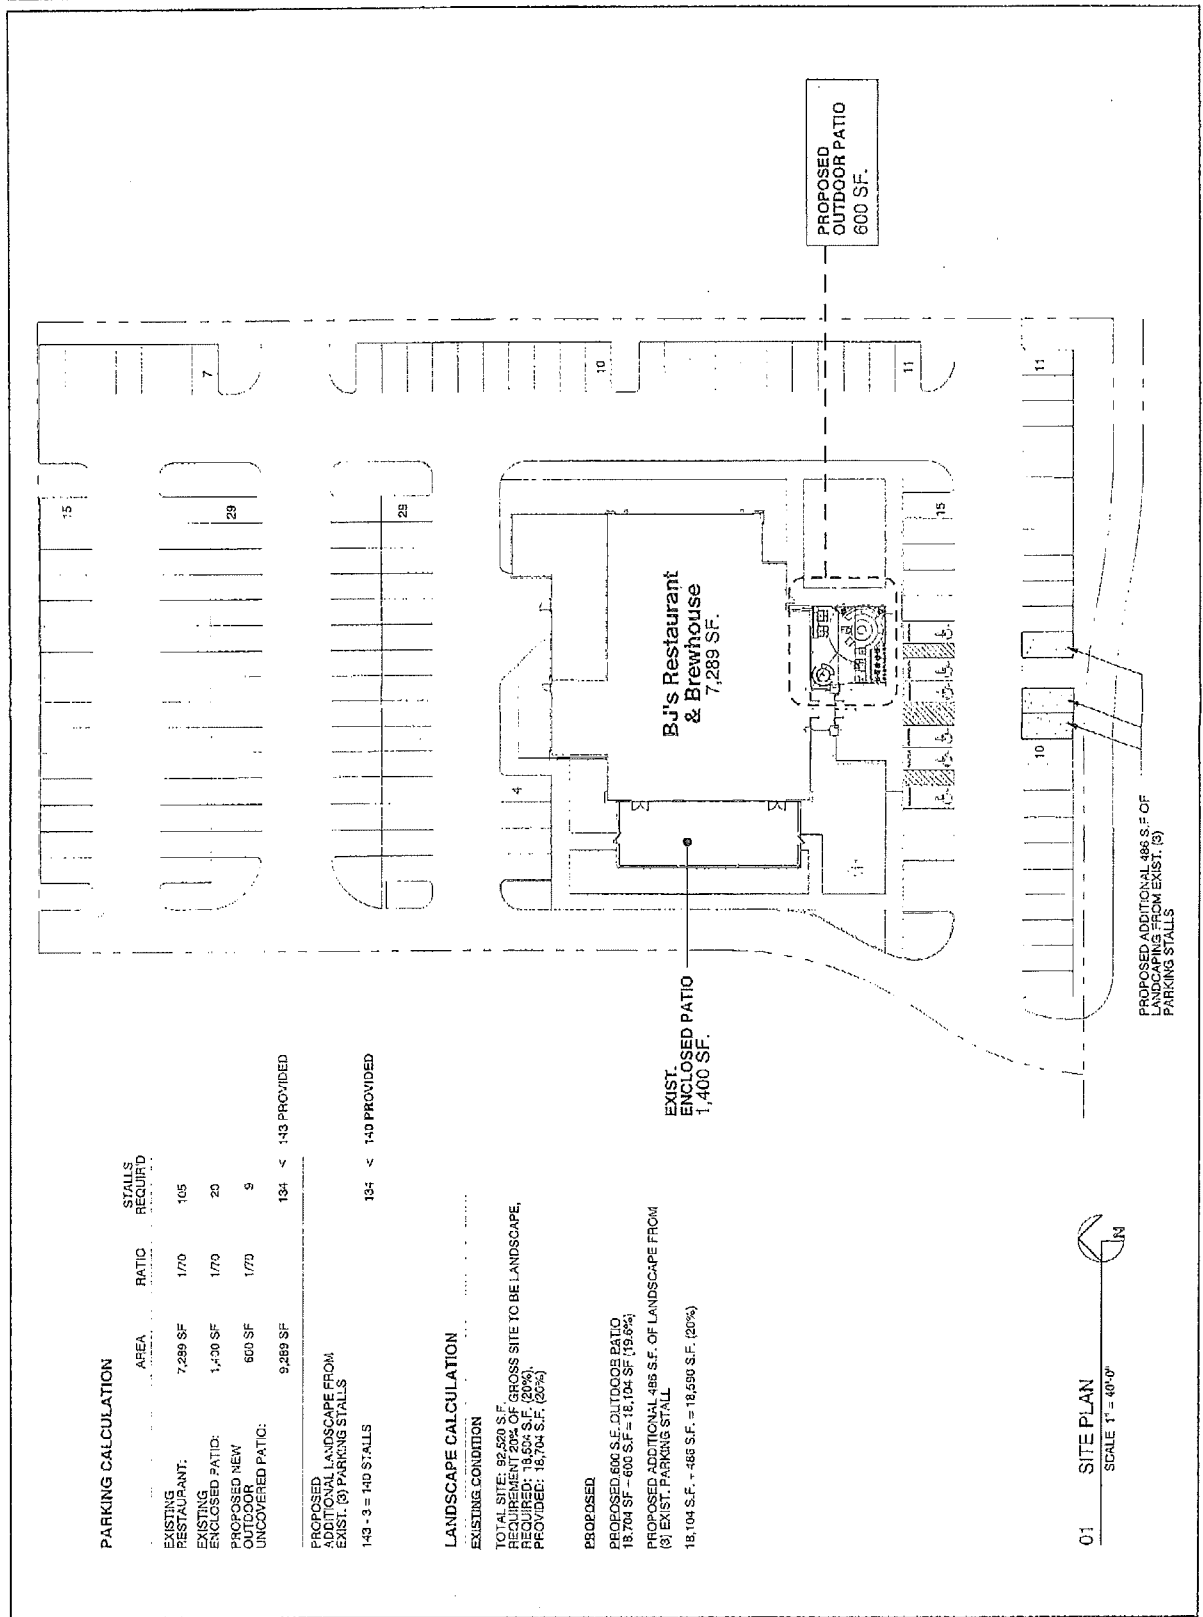 PARKING CALCULATION
AREA RATIO STALLS REQUIR'D
EXISTING
RESTAURANT: 7,289 SF 1/70 105
EXISTING
ENCLOSED PATIO: 1,400 SF 1/70 20
PROPOSED NEW
OUTDOOR 600 SF 1/70 9
UNCOVERED PATIO:
9,289 SF 134 < 143 PROVIDED
PROPOSED
ADDITIONAL LANDSCAPE FROM
EXIST. (3) PARKING STALLS
143 - 3 = 140 STALLS 134 < 140 PROVIDED
LANDSCAPE CALCULATION
EXISTING CONDITION
TOTAL SITE: 92,520 S.F.
REQUIREMENT 20% OF GROSS SITE TO BE LANDSCAPE,
REQUIRED: 18,504 S.F. (20%),
PROVIDED: 18,704 S.F. (20%)
PROPOSED
PROPOSED 600 S.F. OUTDOOR PATIO
18,704 SF - 600 S.F = 18,104 SF (19.6%)
PROPOSED ADDITIONAL 486 S.F. OF LANDSCAPE FROM
(3) EXIST. PARKING STALL
18,104 S.F. + 486 S.F. = 18,590 S.F. (20%)
01 SITE PLAN
SCALE 1" = 40'-0"
N
15
29
7
10
11
4
BJ's Restaurant
& Brewhouse
7,289 SF.
EXIST.
ENCLOSED PATIO
1,400 SF.
PROPOSED
OUTDOOR PATIO
600 SF.
15
10
11
PROPOSED ADDITIONAL 486 S.F OF
LANDCAPING FROM EXIST. (3)
PARKING STALLS